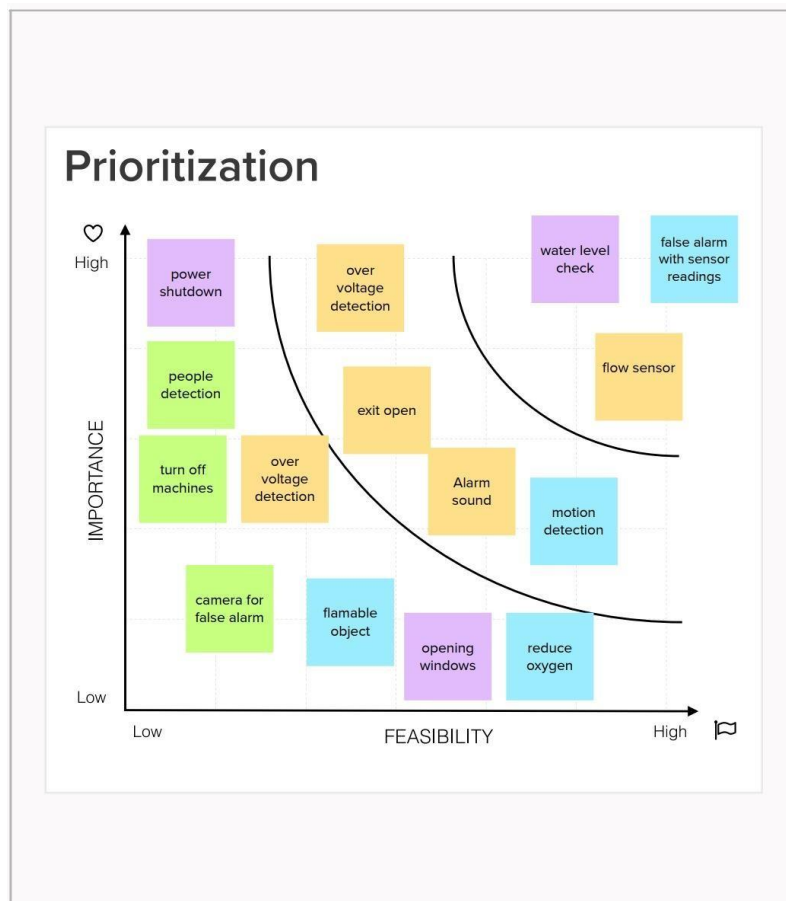 Prioritization
High
power
shutdown
over
voltage
detection
water level
check
false alarm
with sensor
readings
people
detection
exit open
flow sensor
IMPORTANCE
turn off
machines
over
voltage
detection
Alarm
sound
motion
detection
camera for
false alarm
flamable
object
opening
windows
reduce
oxygen
Low
Low
FEASIBILITY
High